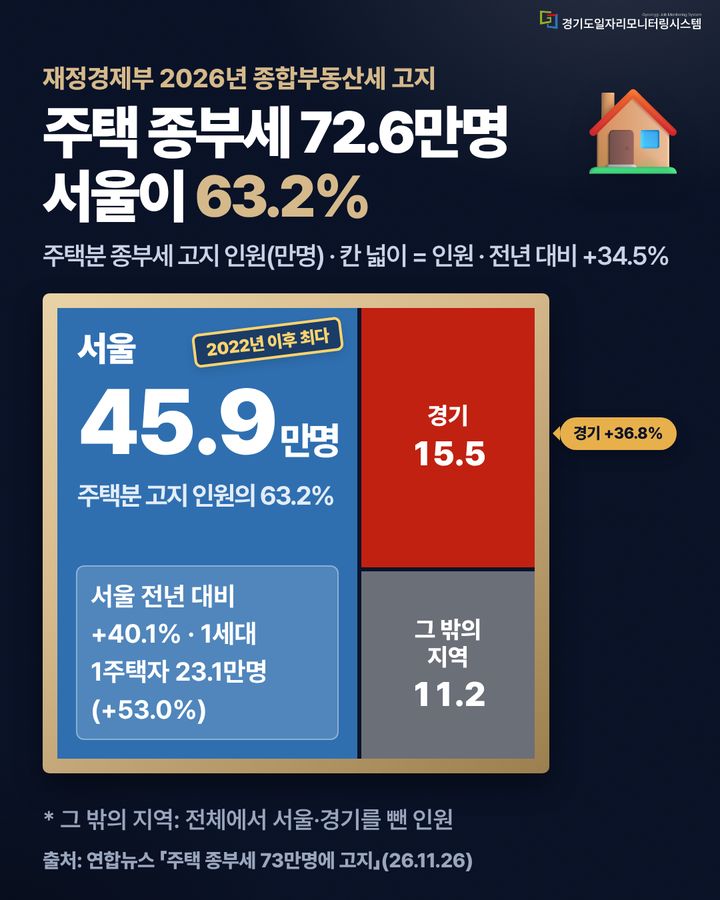 경기도일자리모니터링시스템
재정경제부 2026년 종합부동산세 고지
주택 종부세 72.6만명
서울이 63.2%
주택분 종부세 고지 인원(만명) · 칸 넓이 = 인원 · 전년 대비 +34.5%
서울
2022년 이후 최다
45.9만명
주택분 고지 인원의 63.2%
서울 전년 대비
+40.1% · 1세대
1주택자 23.1만명
(+53.0%)
경기
15.5
경기 +36.8%
그 밖의
지역
11.2
* 그 밖의 지역: 전체에서 서울·경기를 뺀 인원
출처: 연합뉴스 「주택 종부세 73만명에 고지」(26.11.26)